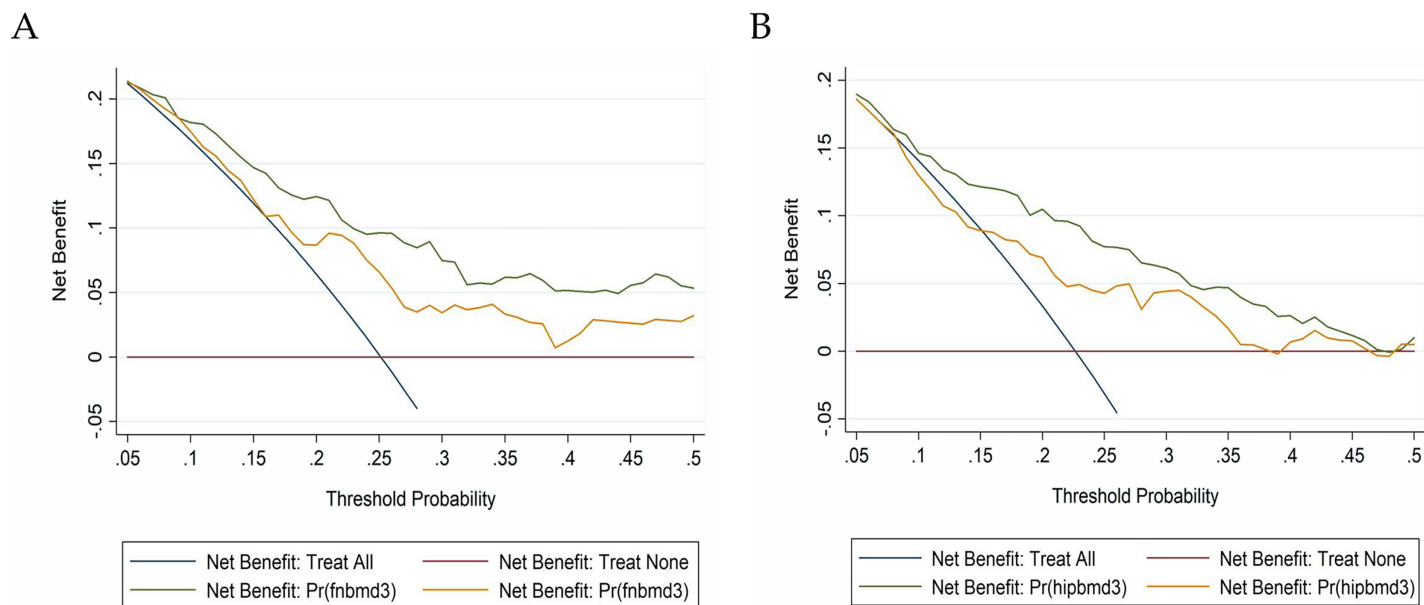 A
B
Net Benefit
.2
.15
.1
.05
0
-.05
.05 .1 .15 .2 .25 .3 .35 .4 .45 .5
Threshold Probability
Net Benefit: Treat All
Net Benefit: Treat None
Net Benefit: Pr(fnbmd3)
Net Benefit: Pr(fnbmd3)
Net Benefit
.2
.15
.1
.05
0
-.05
.05 .1 .15 .2 .25 .3 .35 .4 .45 .5
Threshold Probability
Net Benefit: Treat All
Net Benefit: Treat None
Net Benefit: Pr(hipbmd3)
Net Benefit: Pr(hipbmd3)